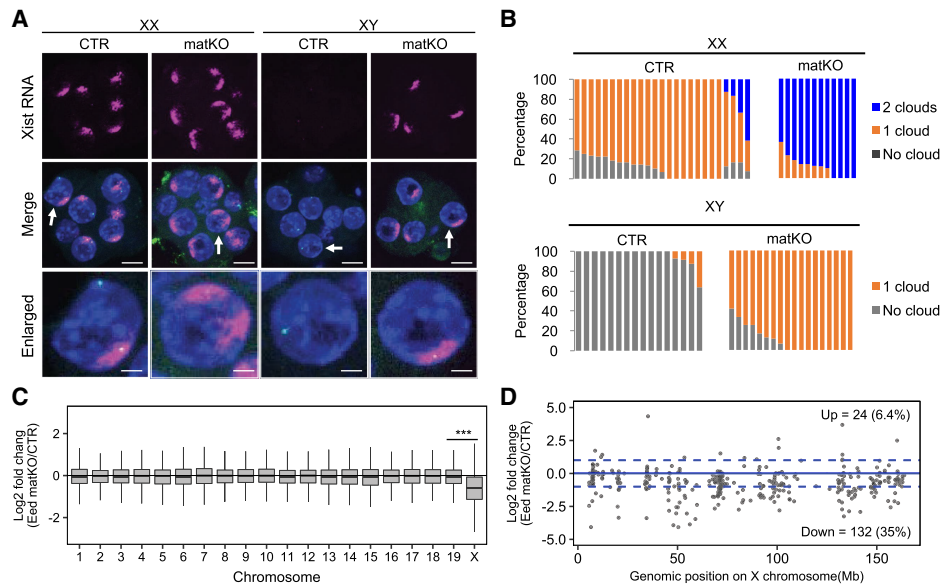 A
XX
XY
CTR
matKO
CTR
matKO
Xist RNA
Merge
Enlarged
B
XX
CTR
matKO
Percentage
100
80
60
40
20
0
2 clouds
1 cloud
No cloud
XY
CTR
matKO
Percentage
100
80
60
40
20
0
1 cloud
No cloud
C
Log2 fold chang
(Eed matKO/CTR)
2
0
-2
***
1 2 3 4 5 6 7 8 9 10 11 12 13 14 15 16 17 18 19 X
Chromosome
D
Log2 fold change
(Eed matKO/CTR)
5.0
2.5
0.0
-2.5
-5.0
Up = 24 (6.4%)
Down = 132 (35%)
0 50 100 150
Genomic position on X chromosome(Mb)